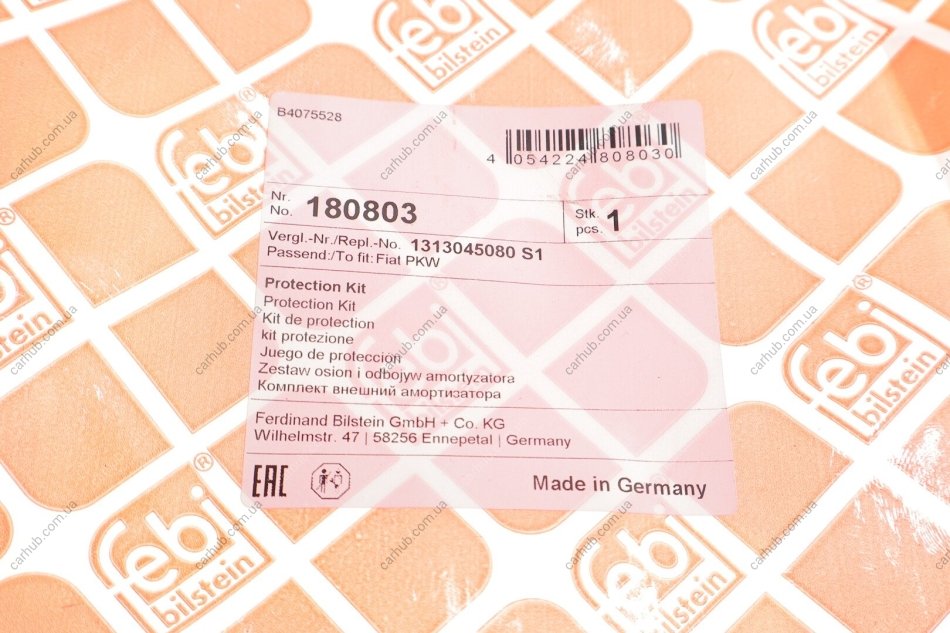 B4075528
4 054224 808030
Nr.
No. 180803
Stk.
pcs. 1
Vergl.-Nr./Repl.-No. 1313045080 S1
Passend:/To fit: Fiat PKW
Protection Kit
Protection Kit
Kit de protection
kit protezione
Juego de proteccion
Zestaw osion i odbojyw amortyzatora
Комплект внешний амортизатора
Ferdinand Bilstein GmbH + Co. KG
Wilhelmstr. 47 | 58256 Ennepetal | Germany
EAC
Made in Germany
febi
bilstein
®
carhub.com.ua